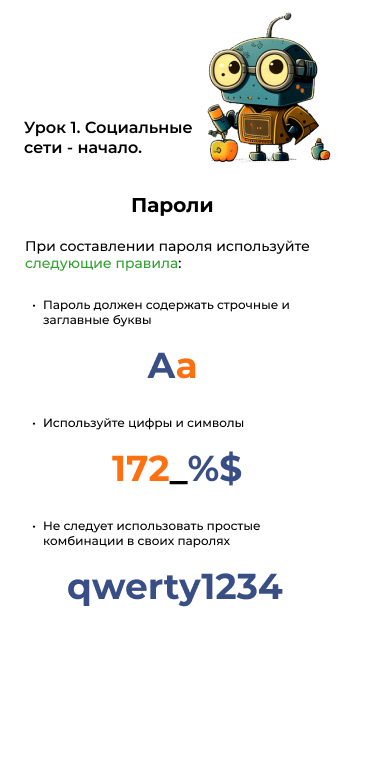 Урок 1. Социальные
сети - начало.
Пароли
При составлении пароля используйте
следующие правила:
• Пароль должен содержать строчные и
заглавные буквы
Aa
• Используйте цифры и символы
172_%$
• Не следует использовать простые
комбинации в своих паролях
qwerty1234